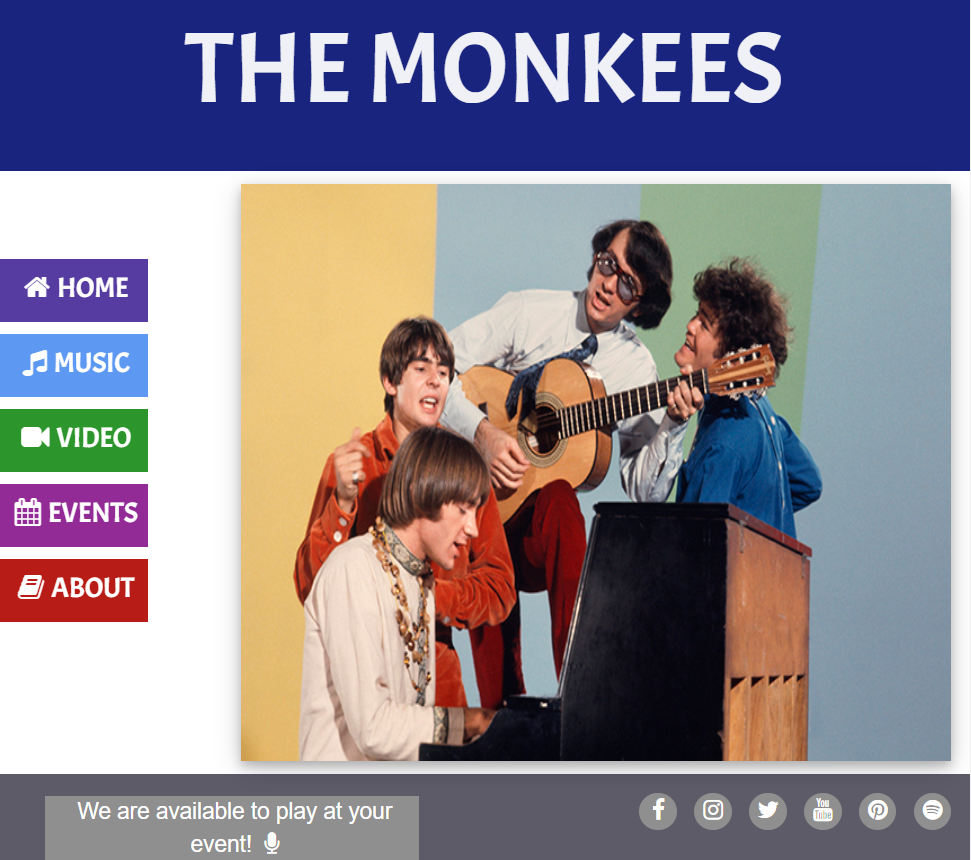 THE MONKEES
HOME
MUSIC
VIDEO
EVENTS
ABOUT
We are available to play at your
event!
You
Tube